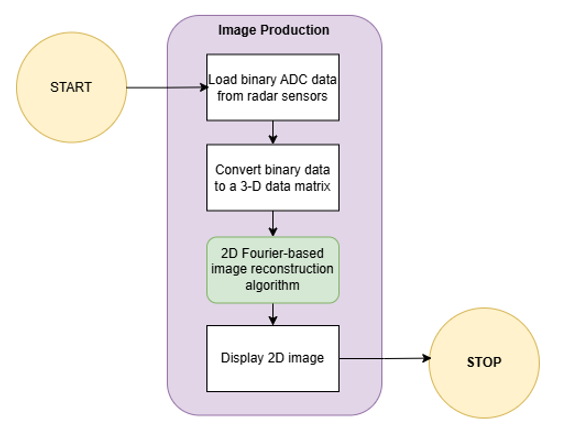 Image Production
START
Load binary ADC data
from radar sensors
Convert binary data
to a 3-D data matrix
2D Fourier-based
image reconstruction
algorithm
Display 2D image
STOP